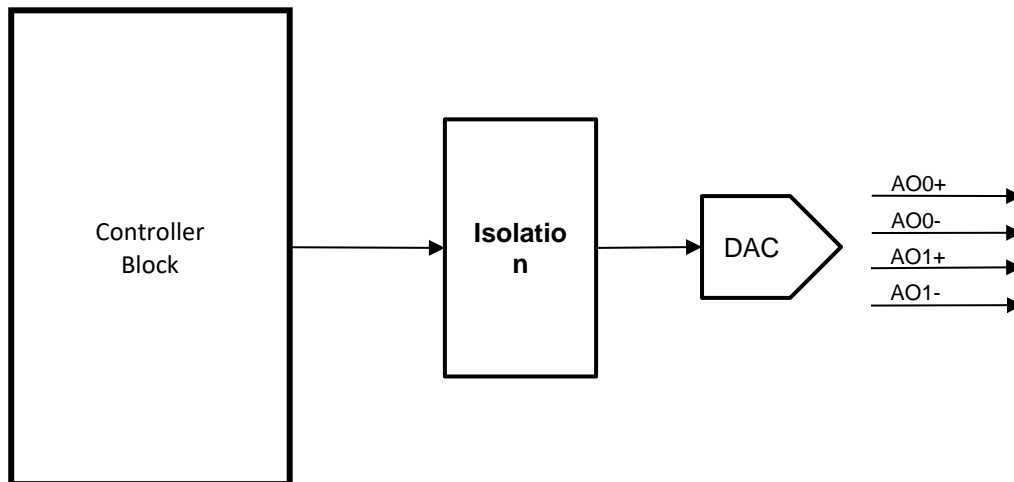 Controller
Block
Isolatio
n
DAC
AO0+
AO0-
AO1+
AO1-